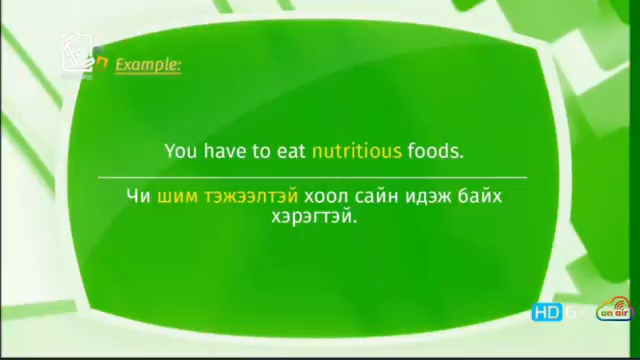 Example:
You have to eat nutritious foods.
Чи шим тэжээлтэй хоол сайн идэж байх
хэрэгтэй.
HD
on air